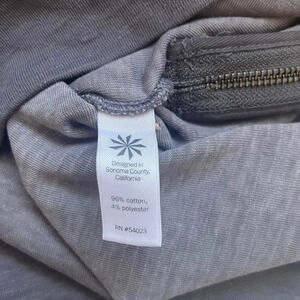 Designed in
Sonoma County,
California
96% cotton,
4% polyester
RN #54023